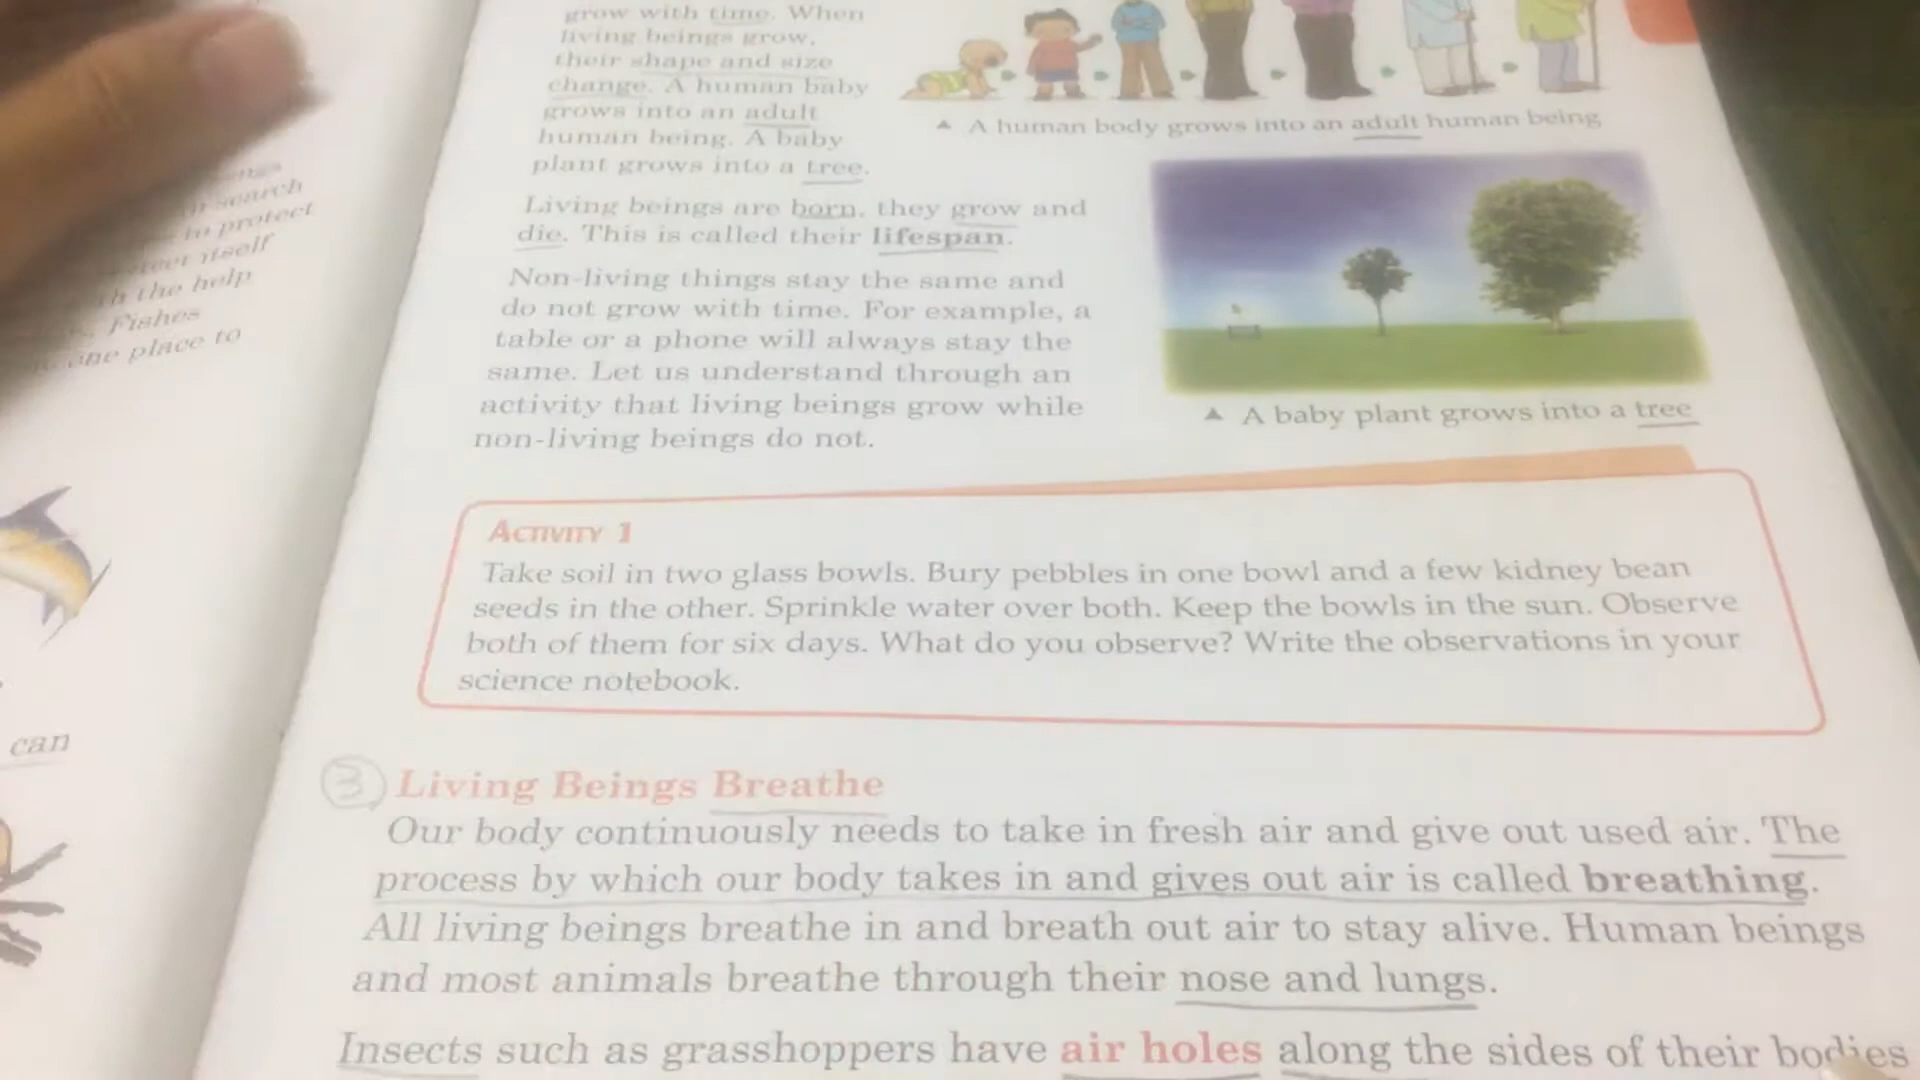 search
to protect
itself
the help
Fishes
one place to
can
grow with time. When
living beings grow,
their shape and size
change. A human baby
grows into an adult
human being. A baby
plant grows into a tree.
▲ A human body grows into an adult human being
Living beings are born, they grow and
die. This is called their lifespan.
Non-living things stay the same and
do not grow with time. For example, a
table or a phone will always stay the
same. Let us understand through an
activity that living beings grow while
non-living beings do not.
▲ A baby plant grows into a tree
ACTIVITY 1
Take soil in two glass bowls. Bury pebbles in one bowl and a few kidney bean
seeds in the other. Sprinkle water over both. Keep the bowls in the sun. Observe
both of them for six days. What do you observe? Write the observations in your
science notebook.
3 Living Beings Breathe
Our body continuously needs to take in fresh air and give out used air. The
process by which our body takes in and gives out air is called breathing.
All living beings breathe in and breath out air to stay alive. Human beings
and most animals breathe through their nose and lungs.
Insects such as grasshoppers have air holes along the sides of their bodies